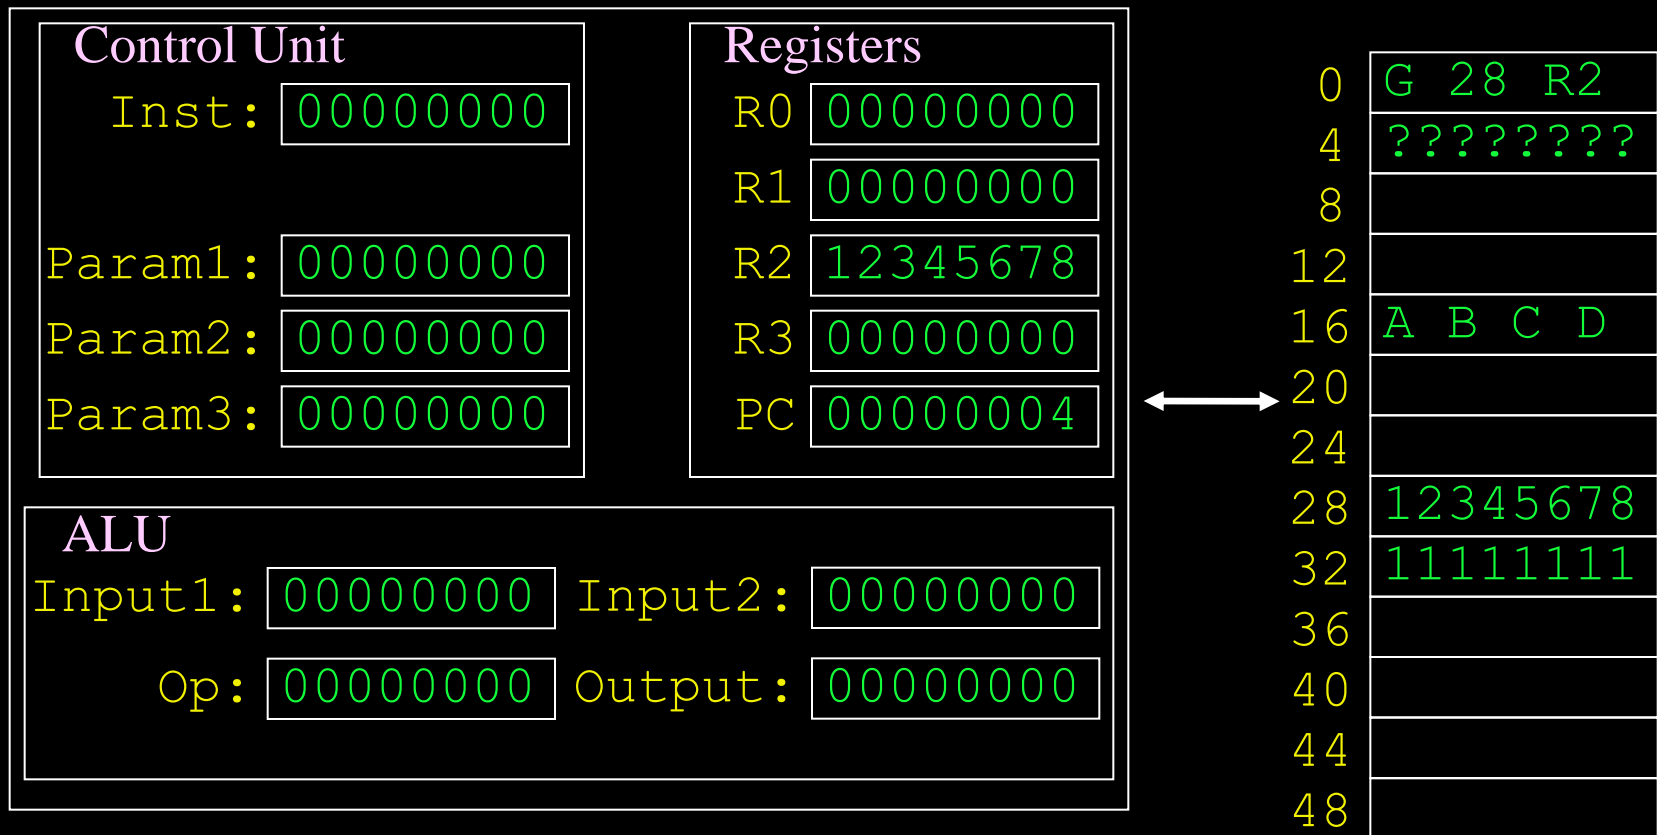 Control Unit
Inst: 00000000
Param1: 00000000
Param2: 00000000
Param3: 00000000
Registers
R0 00000000
R1 00000000
R2 12345678
R3 00000000
PC 00000004
ALU
Input1: 00000000 Input2: 00000000
Op: 00000000 Output: 00000000
0 G 28 R2
4 ????????
8
12
16 A B C D
20
24
28 12345678
32 11111111
36
40
44
48